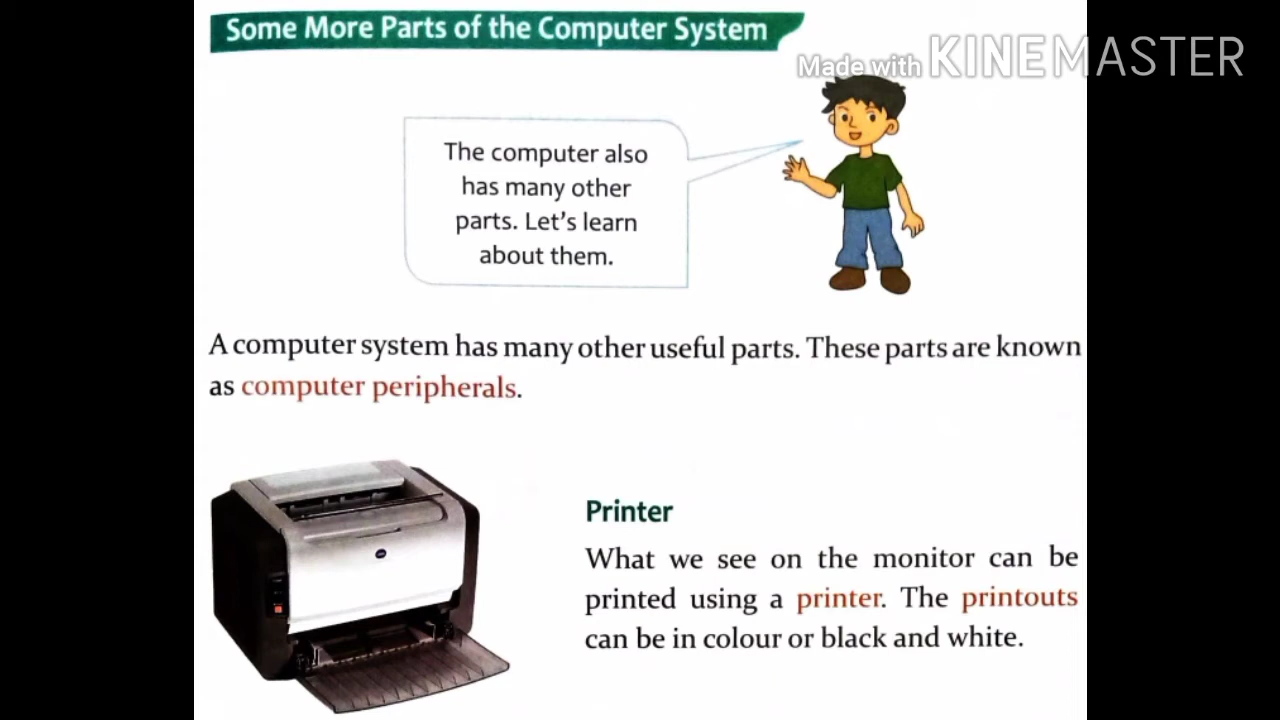 Some More Parts of the Computer System
Made with KINEMASTER
The computer also
has many other
parts. Let's learn
about them.
A computer system has many other useful parts. These parts are known
as computer peripherals.
Printer
What we see on the monitor can be
printed using a printer. The printouts
can be in colour or black and white.